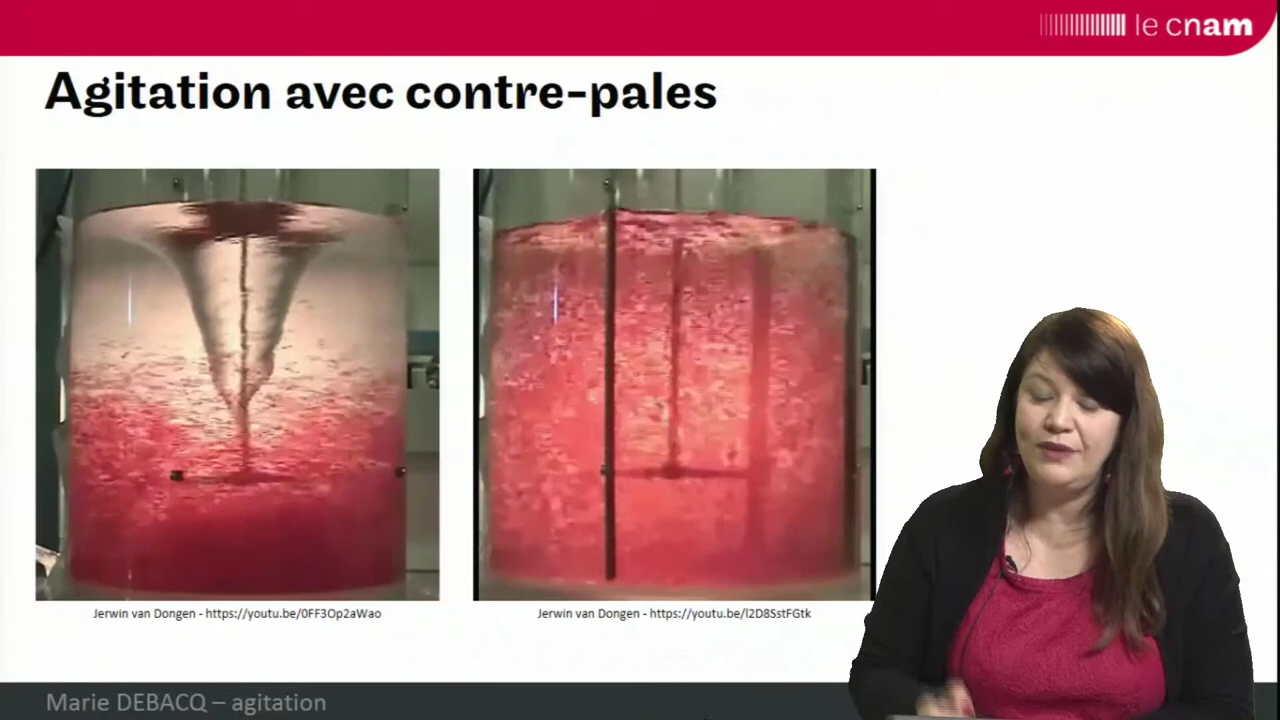 le cnam
Agitation avec contre-pales
Jerwin van Dongen - https://youtu.be/0FF3Op2aWao
Jerwin van Dongen - https://youtu.be/l2D8SstFGtk
Marie DEBACQ – agitation